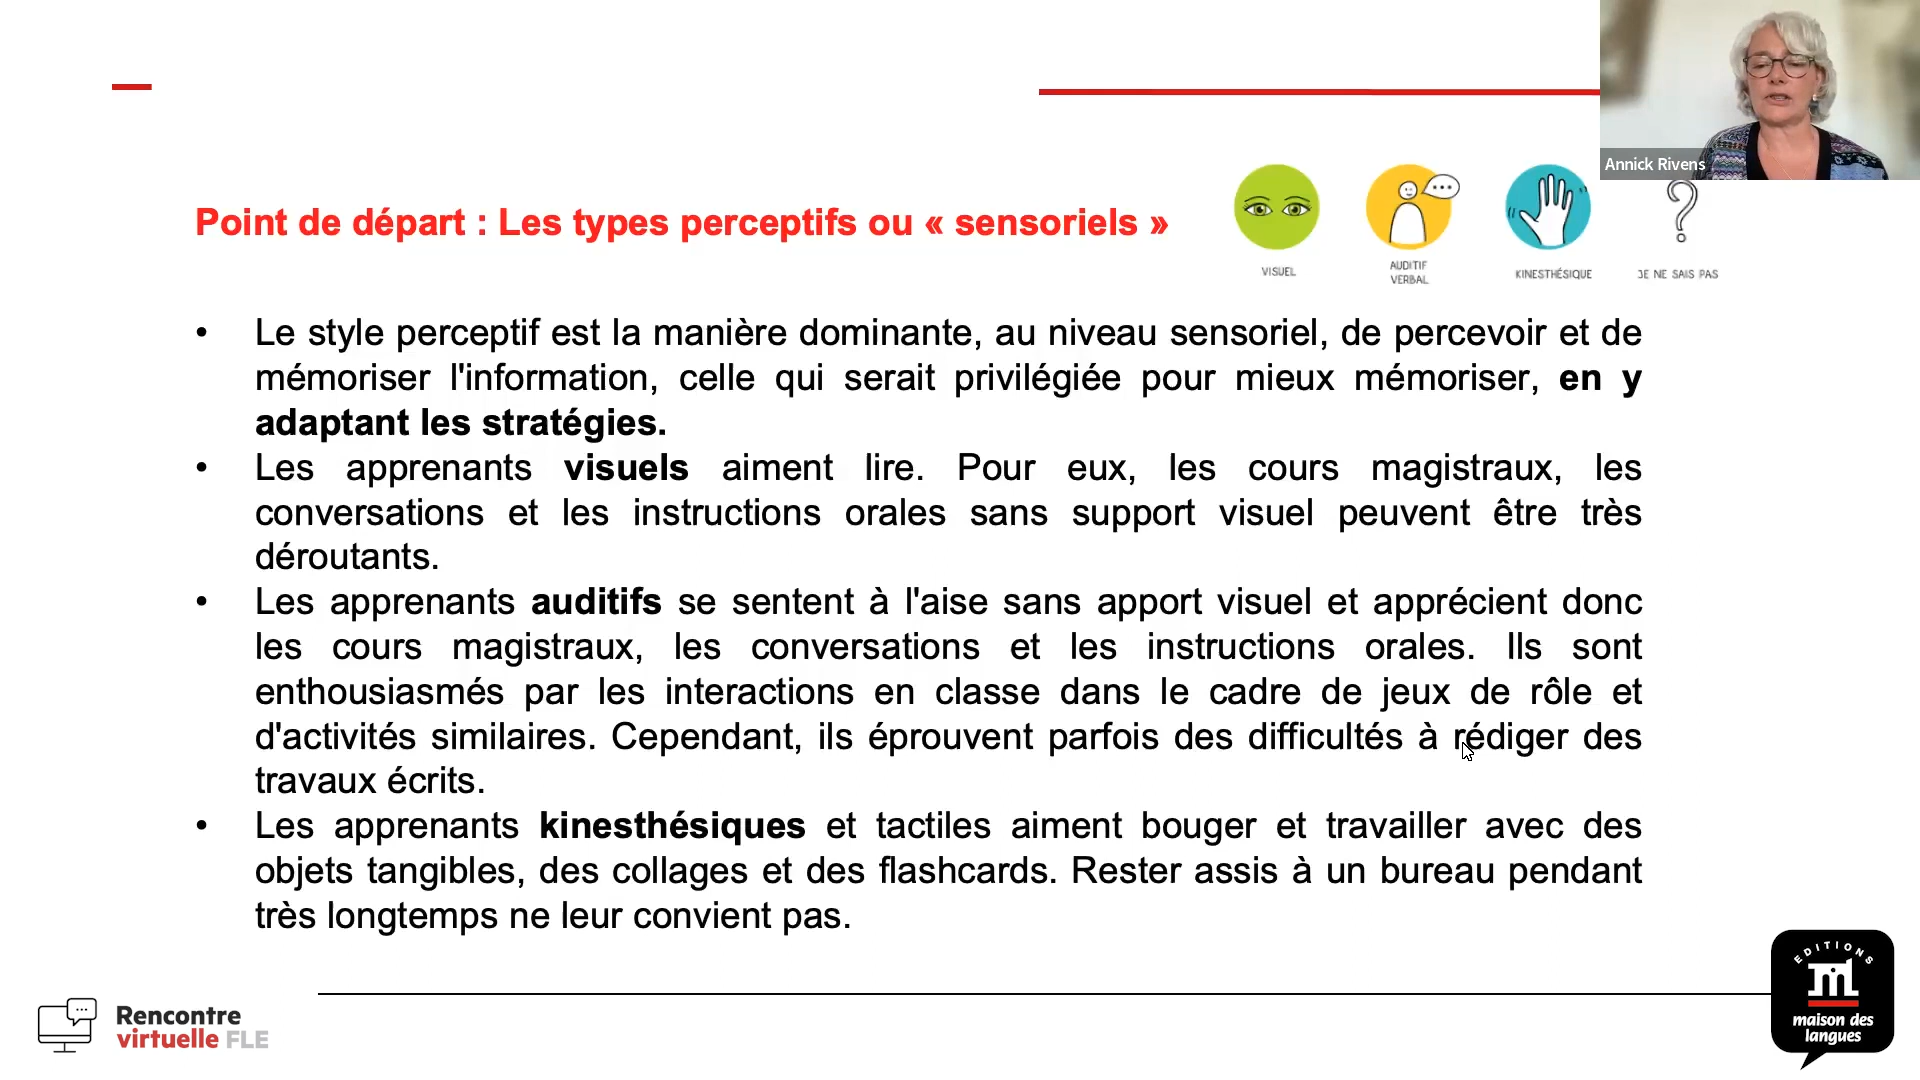 Annick Rivens
Point de départ : Les types perceptifs ou « sensoriels »
VISUEL
AUDITIF
VERBAL
KINESTHÉSIQUE
JE NE SAIS PAS
• Le style perceptif est la manière dominante, au niveau sensoriel, de percevoir et de
mémoriser l'information, celle qui serait privilégiée pour mieux mémoriser, en y
adaptant les stratégies.
• Les apprenants visuels aiment lire. Pour eux, les cours magistraux, les
conversations et les instructions orales sans support visuel peuvent être très
déroutants.
• Les apprenants auditifs se sentent à l'aise sans apport visuel et apprécient donc
les cours magistraux, les conversations et les instructions orales. Ils sont
enthousiasmés par les interactions en classe dans le cadre de jeux de rôle et
d'activités similaires. Cependant, ils éprouvent parfois des difficultés à rédiger des
travaux écrits.
• Les apprenants kinesthésiques et tactiles aiment bouger et travailler avec des
objets tangibles, des collages et des flashcards. Rester assis à un bureau pendant
très longtemps ne leur convient pas.
Rencontre
virtuelle FLE
EDITIONS
maison des
langues